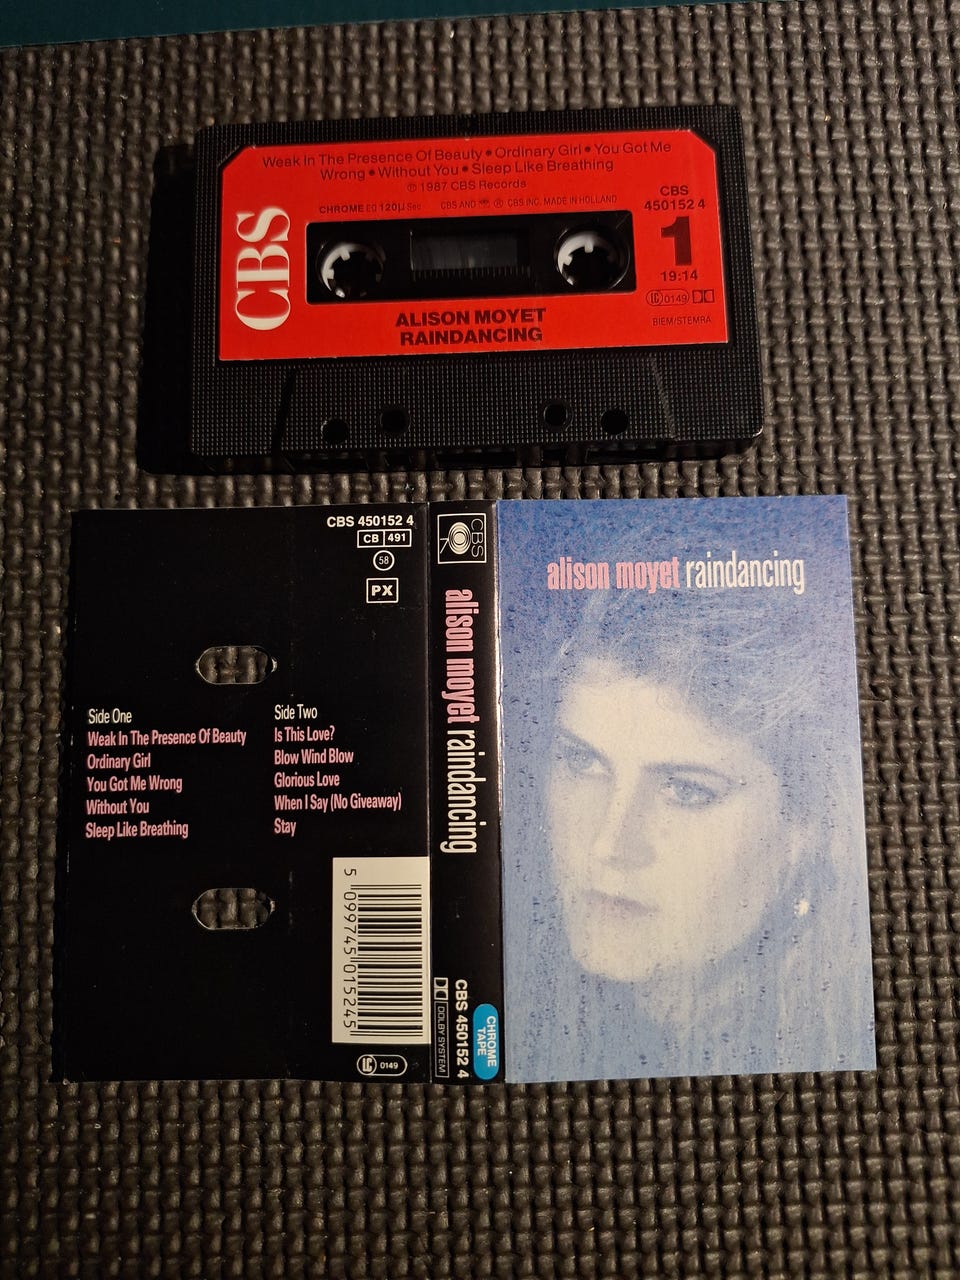 Weak In The Presence Of Beauty • Ordinary Girl • You Got Me
Wrong • Without You • Sleep Like Breathing
℗ 1987 CBS Records
CHROME EQ 120µ Sec CBS AND ® CBS INC. MADE IN HOLLAND
CBS
CBS
450152 4
1
19:14
LC 0149
BIEM/STEMRA
ALISON MOYET
RAINDANCING
CBS 450152 4
CB 491
58
PX
Side One
Weak In The Presence Of Beauty
Ordinary Girl
You Got Me Wrong
Without You
Sleep Like Breathing
Side Two
Is This Love?
Blow Wind Blow
Glorious Love
When I Say (No Giveaway)
Stay
5 099745 015245
LC 0149
CBS
alison moyet raindancing
DOLBY SYSTEM
CBS 450152 4
CHROME
TAPE
alison moyet raindancing